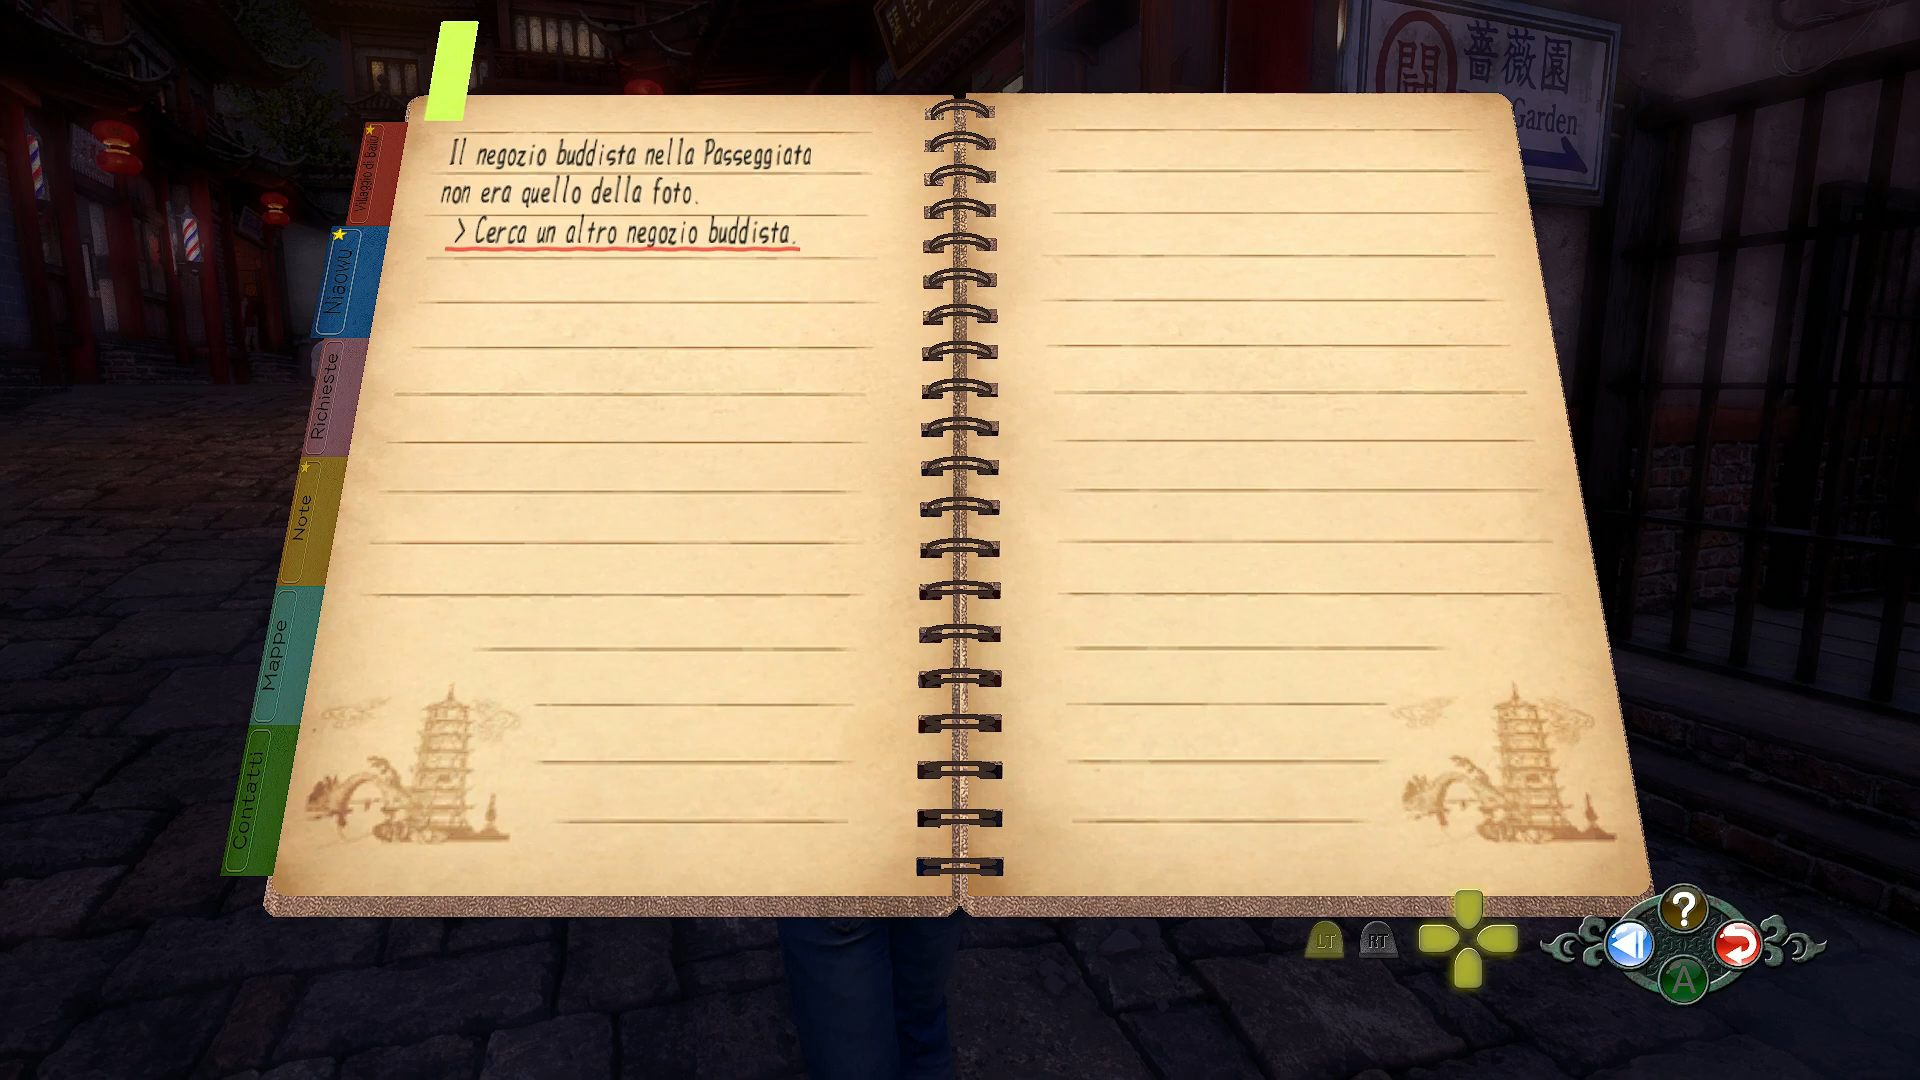 Il negozio buddista nella Passeggiata
non era quello della foto.
> Cerca un altro negozio buddista.
Villaggio di Bailu
Niaowu
Richieste
Note
Mappe
Contatti
薔薇園
Garden
LT
RT
?
A